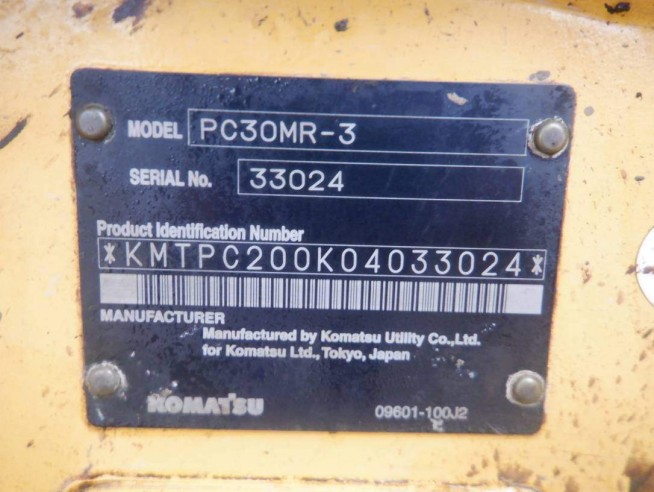 MODEL PC30MR-3
SERIAL No. 33024
Product Identification Number
*KMTPC200K04033024*
MANUFACTURER
Manufactured by Komatsu Utility Co.,Ltd.
for Komatsu Ltd., Tokyo, Japan
KOMATSU 09601-100J2